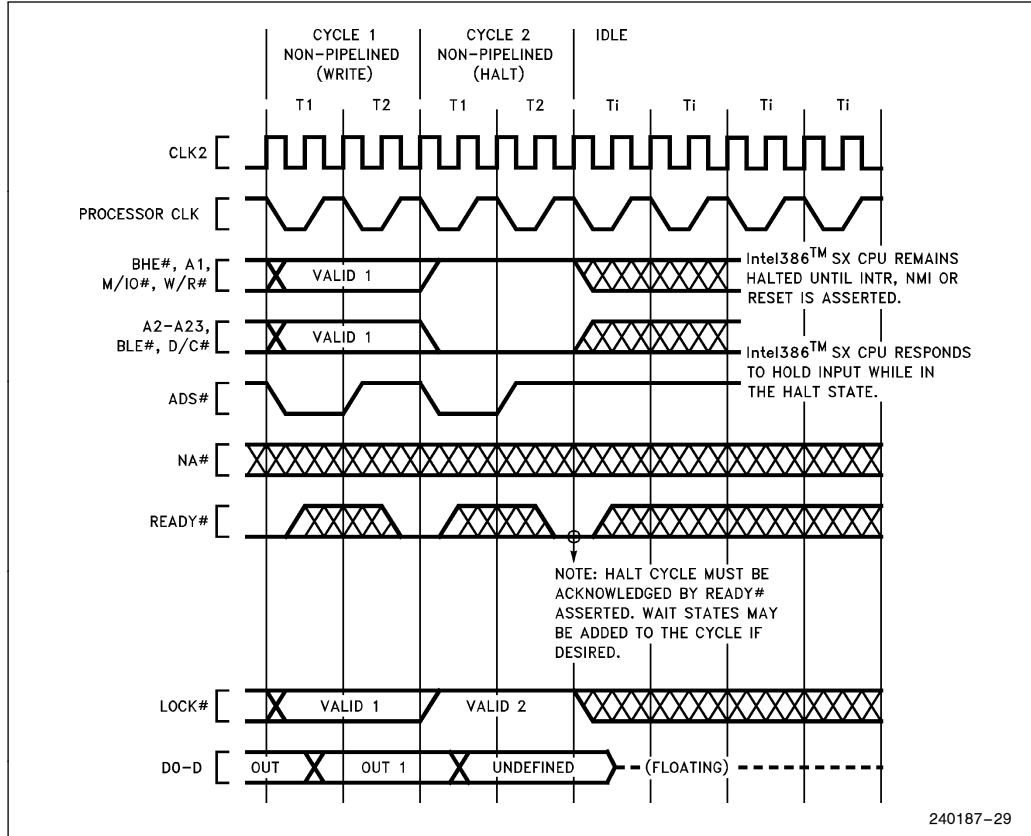 CYCLE 1
NON-PIPELINED
(WRITE)
CYCLE 2
NON-PIPELINED
(HALT)
IDLE
T1
T2
T1
T2
Ti
Ti
Ti
Ti
CLK2
PROCESSOR CLK
BHE#, A1,
M/IO#, W/R#
VALID 1
Intel386™ SX CPU REMAINS
HALTED UNTIL INTR, NMI OR
RESET IS ASSERTED.
A2-A23,
BLE#, D/C#
VALID 1
Intel386™ SX CPU RESPONDS
TO HOLD INPUT WHILE IN
THE HALT STATE.
ADS#
NA#
READY#
NOTE: HALT CYCLE MUST BE
ACKNOWLEDGED BY READY#
ASSERTED. WAIT STATES MAY
BE ADDED TO THE CYCLE IF
DESIRED.
LOCK#
VALID 1
VALID 2
D0-D
OUT
OUT 1
UNDEFINED
(FLOATING)
240187-29